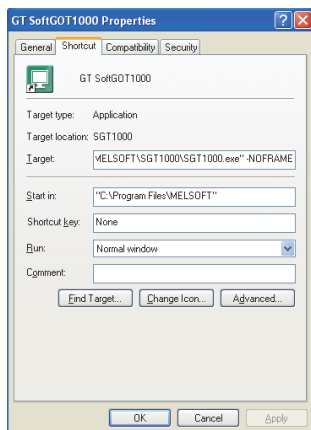 GT SoftGOT1000 Properties
General Shortcut Compatibility Security
GT SoftGOT1000
Target type: Application
Target location: SGT1000
Target: MELSOFT\SGT1000\SGT1000.exe" -NOFRAME
Start in: "C:\Program Files\MELSOFT"
Shortcut key: None
Run: Normal window
Comment:
Find Target... Change Icon... Advanced...
OK Cancel Apply